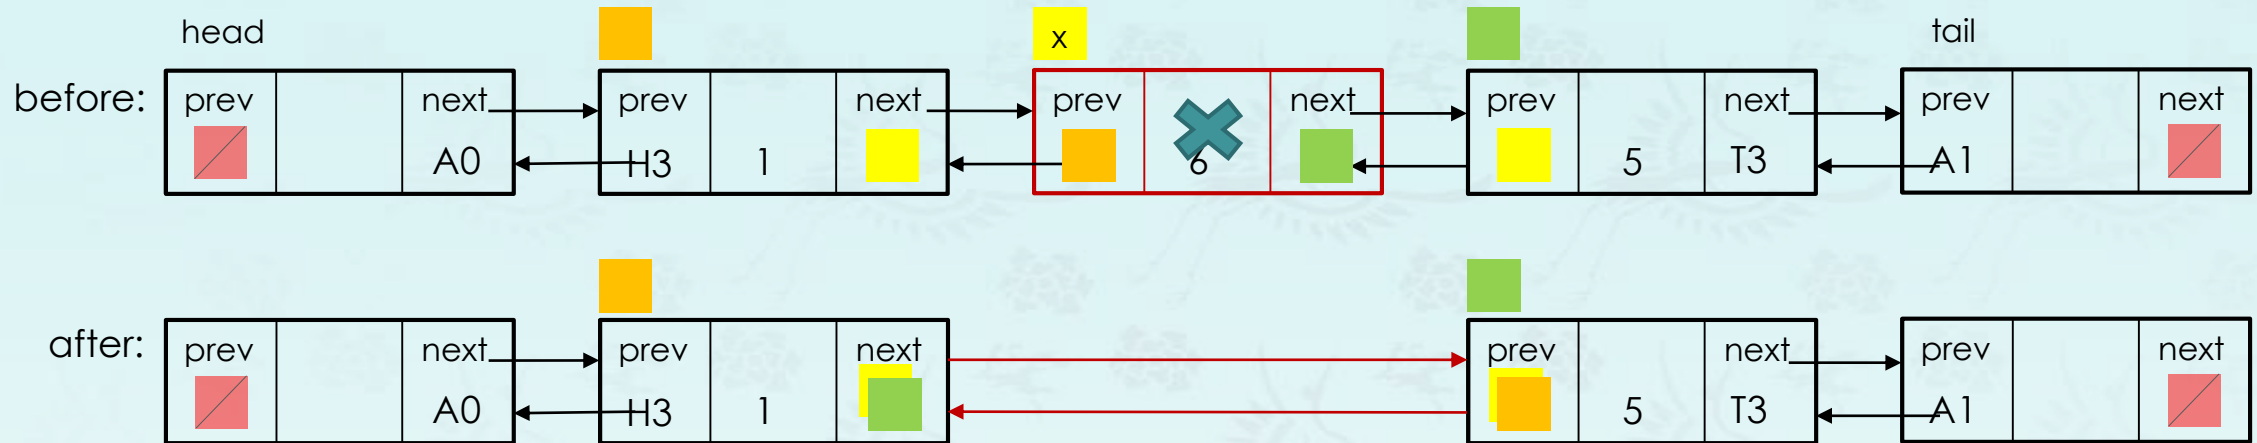 head x tail
before: prev next prev next prev next prev next prev next
A0 H3 1 6 5 T3 A1
after: prev next prev next prev next prev next
A0 H3 1 5 T3 A1